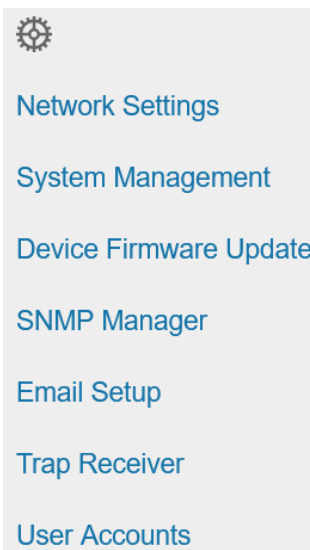 Network Settings
System Management
Device Firmware Update
SNMP Manager
Email Setup
Trap Receiver
User Accounts